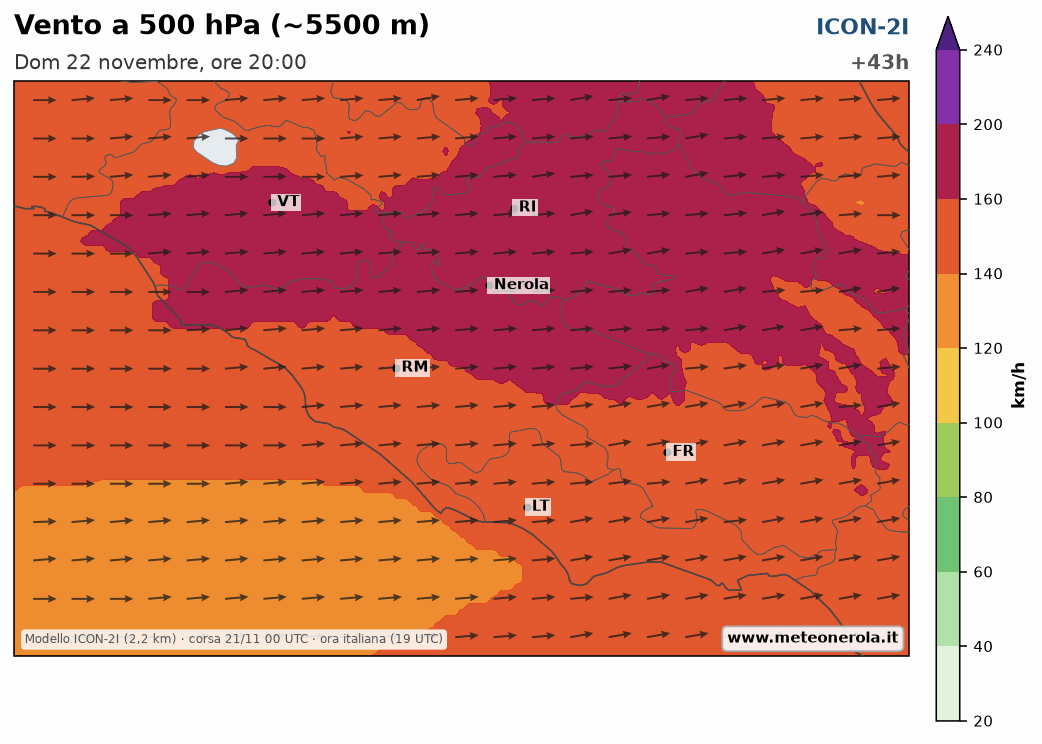 Vento a 500 hPa (~5500 m)
ICON-2I
Dom 22 novembre, ore 20:00
+43h
240
200
160
140
120
100
80
60
40
20
km/h
VT
RI
Nerola
RM
FR
LT
Modello ICON-2I (2,2 km) · corsa 21/11 00 UTC · ora italiana (19 UTC)
www.meteonerola.it